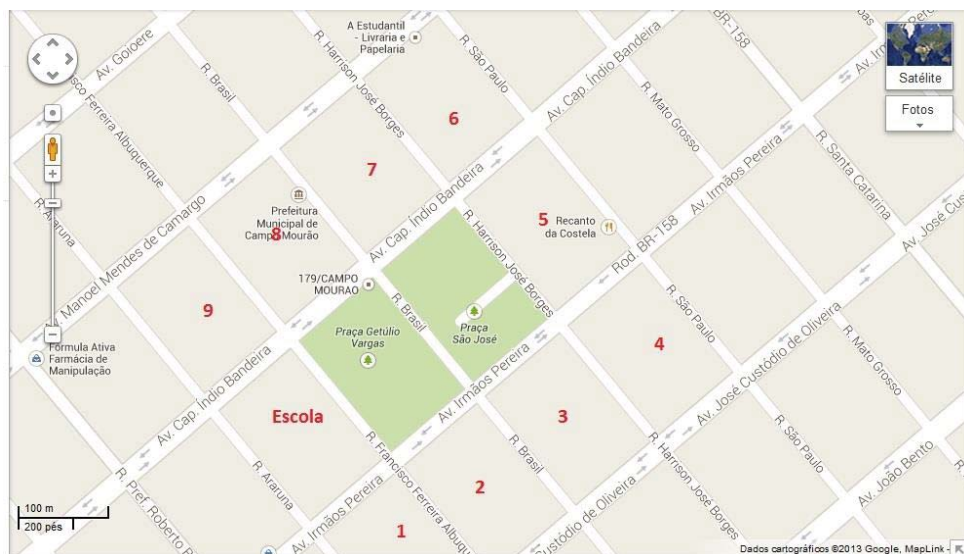 A Estudantil
- Livraria e
Papelaria
Av. Goioere
R. Brasil
R. Harrison José Borges
R. São Paulo
Av. Cap. Índio Bandeira
Rod. BR-158
Av. Irmãos
Satélite
Fotos
sco Ferreira Albuquerque
6
R. Mato Grosso
Av. Irmãos Pereira
R. Santa Catarina
7
R. Araruna
Manoel Mendes de Camargo
Prefeitura
Municipal de
Campo Mourão
8
Av. Cap. Índio Bandeira
R. Harrison José Borges
5
Recanto
da Costela
Rod. BR-158
Av. José Cus
179/CAMPO
MOURAO
9
R. Brasil
Praça
São José
Praça Getúlio
Vargas
R. São Paulo
4
Av. José Custódio de Oliveira
R. Mato Grosso
Fórmula Ativa
Farmácia de
Manipulação
Av. Cap. Índio Bandeira
Escola
Av. Irmãos Pereira
3
R. Francisco Ferreira Albuq
R. Brasil
R. Harrison José Borges
R. São Paulo
Av. João Bento
R. Pref. Roberto
R. Araruna
2
Av. Irmãos Pereira
1
Custódio de Oliveira
100 m
200 pés
Dados cartográficos ©2013 Google, MapLink -